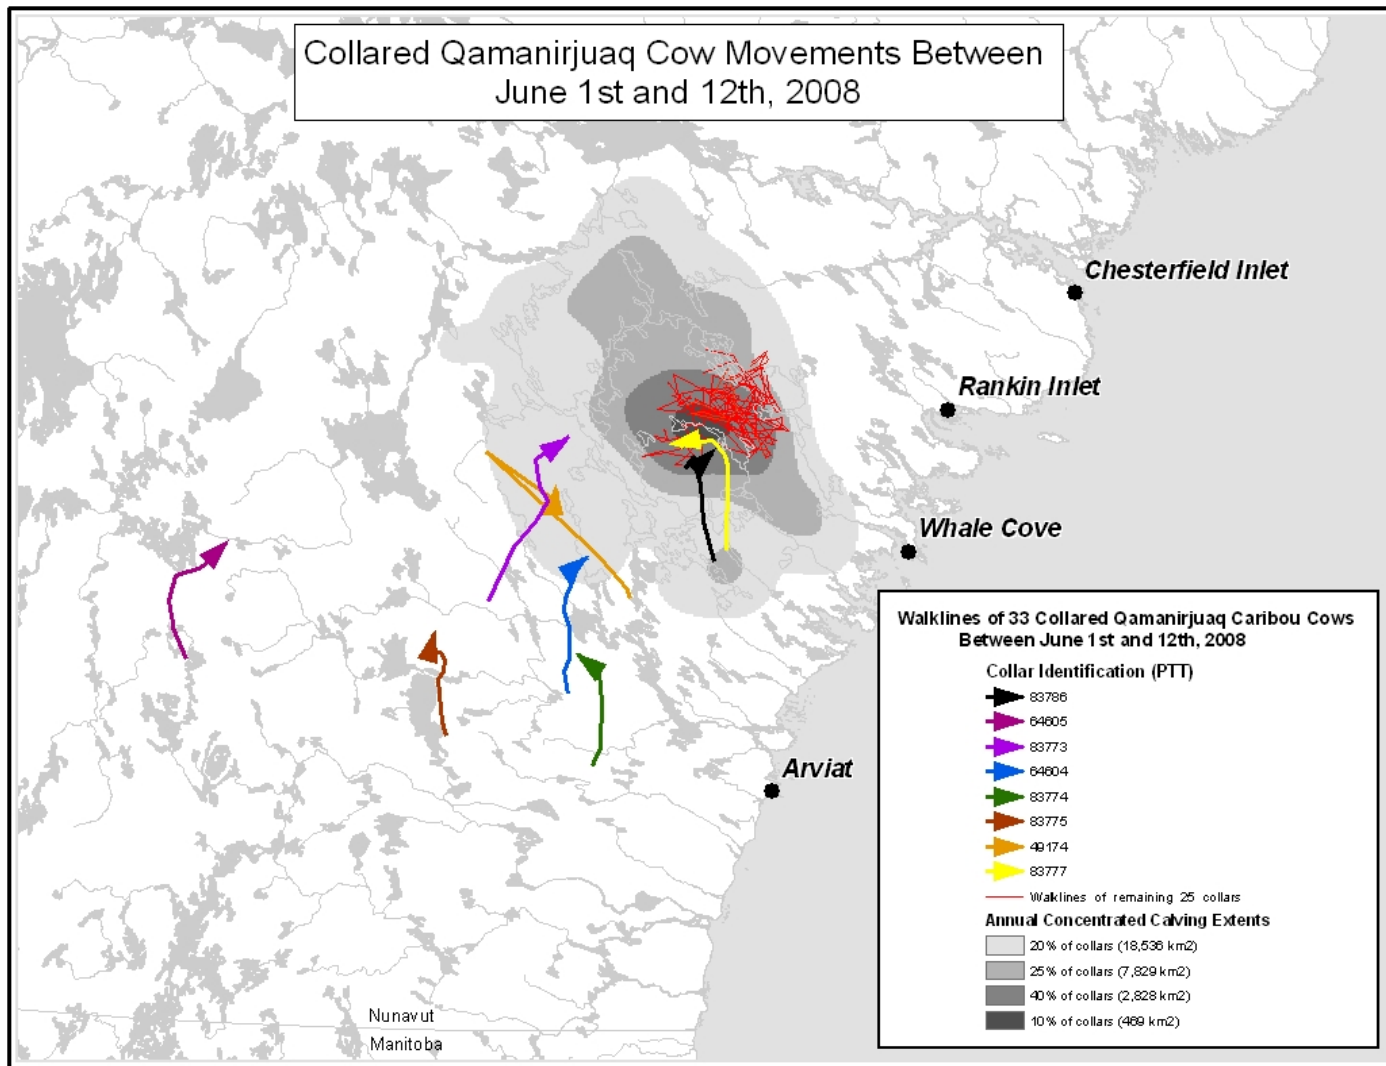 Collared Qamanirjuaq Cow Movements Between
June 1st and 12th, 2008
Chesterfield Inlet
Rankin Inlet
Whale Cove
Arviat
Nunavut
Manitoba
Walklines of 33 Collared Qamanirjuaq Caribou Cows
Between June 1st and 12th, 2008
Collar Identification (PTT)
83786
64605
83773
64604
83774
83775
49174
83777
Walklines of remaining 25 collars
Annual Concentrated Calving Extents
20% of collars (18,536 km2)
25% of collars (7,829 km2)
40% of collars (2,828 km2)
10% of collars (469 km2)